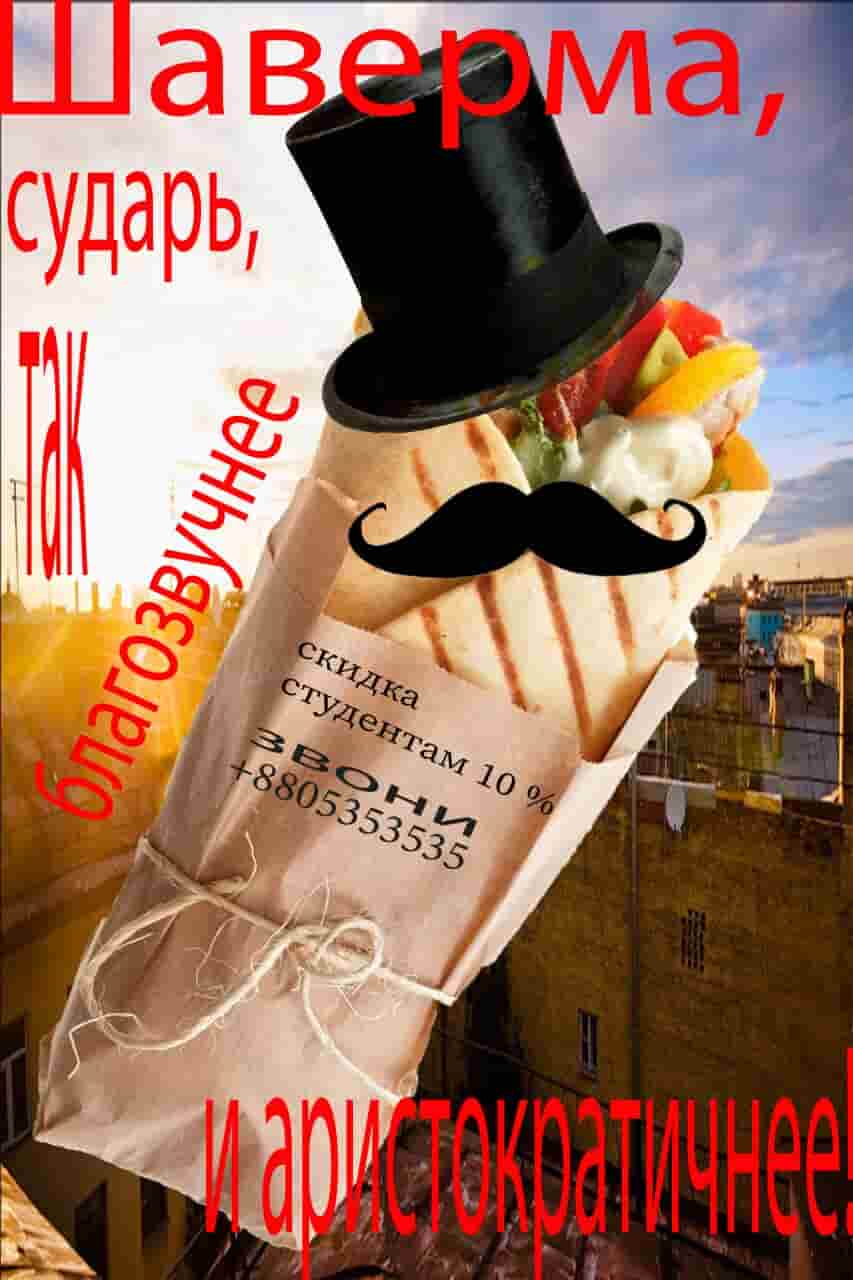 Шаверма,
сударь,
так
благозвучнее
скидка
студентам 10 %
ЗВОНИ
+8805353535
и аристократичнее!